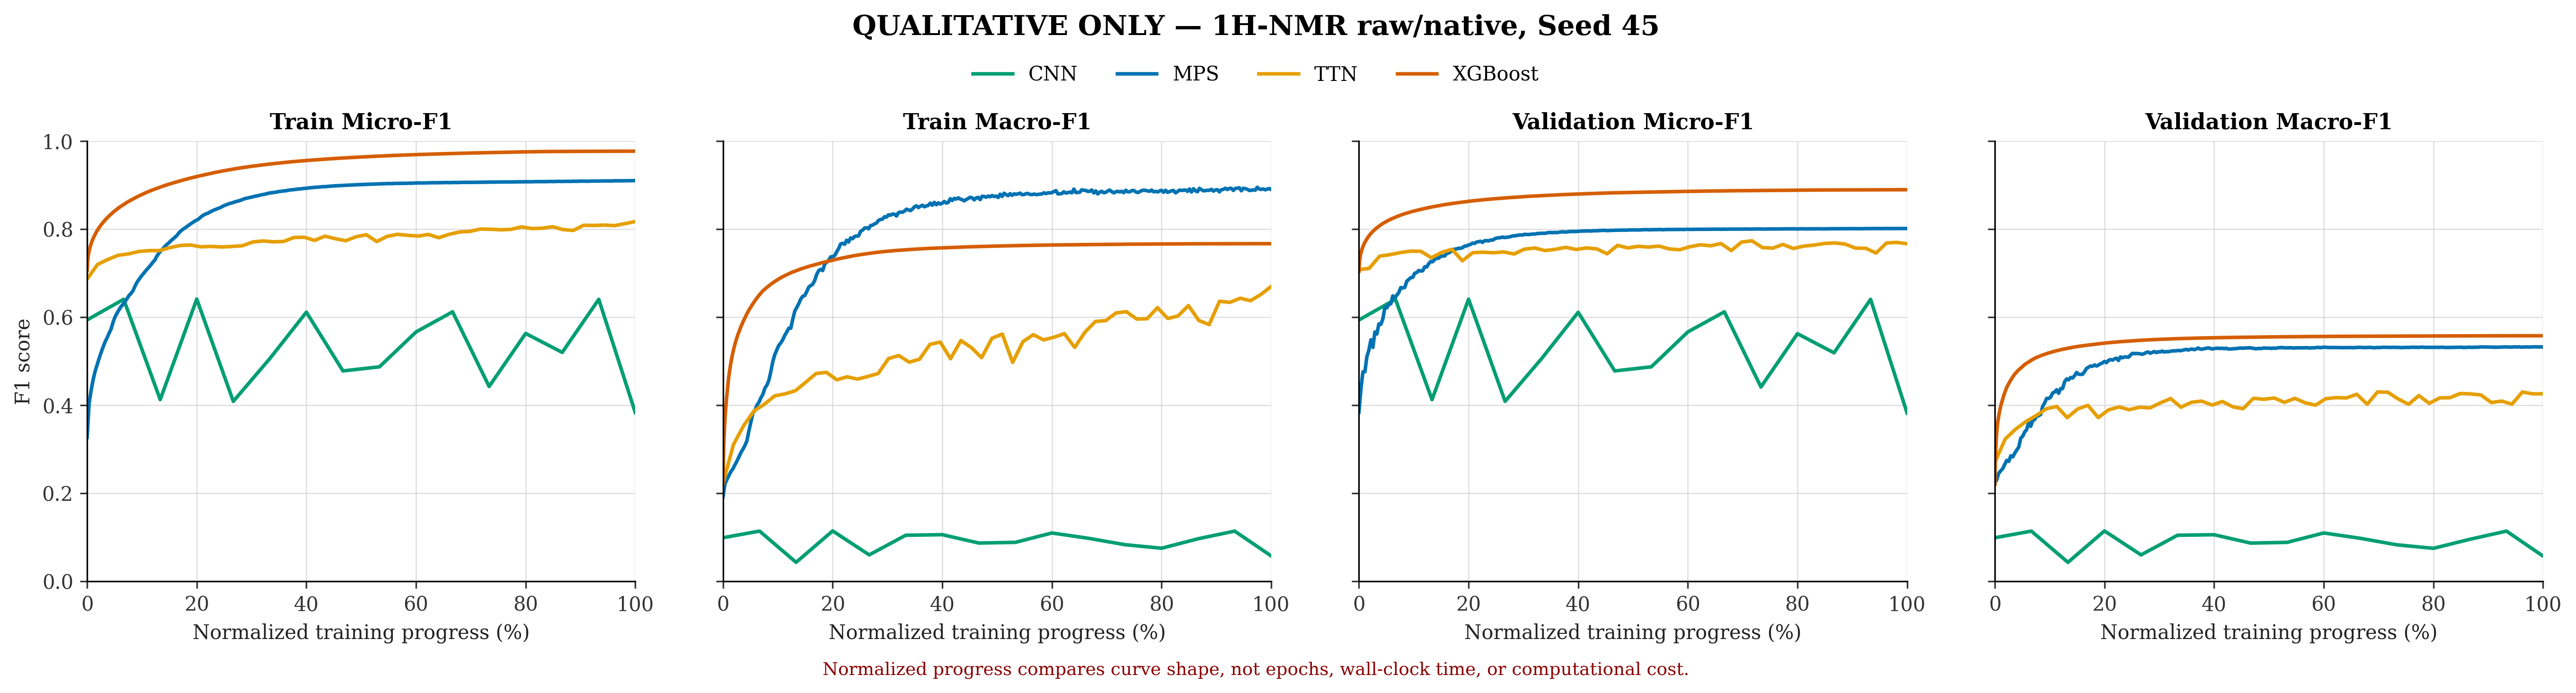 QUALITATIVE ONLY — 1H-NMR raw/native, Seed 45
CNN MPS TTN XGBoost
Train Micro-F1 Train Macro-F1 Validation Micro-F1 Validation Macro-F1
F1 score
1.0
0.8
0.6
0.4
0.2
0.0
0 20 40 60 80 100 0 20 40 60 80 100 0 20 40 60 80 100 0 20 40 60 80 100
Normalized training progress (%) Normalized training progress (%) Normalized training progress (%) Normalized training progress (%)
Normalized progress compares curve shape, not epochs, wall-clock time, or computational cost.